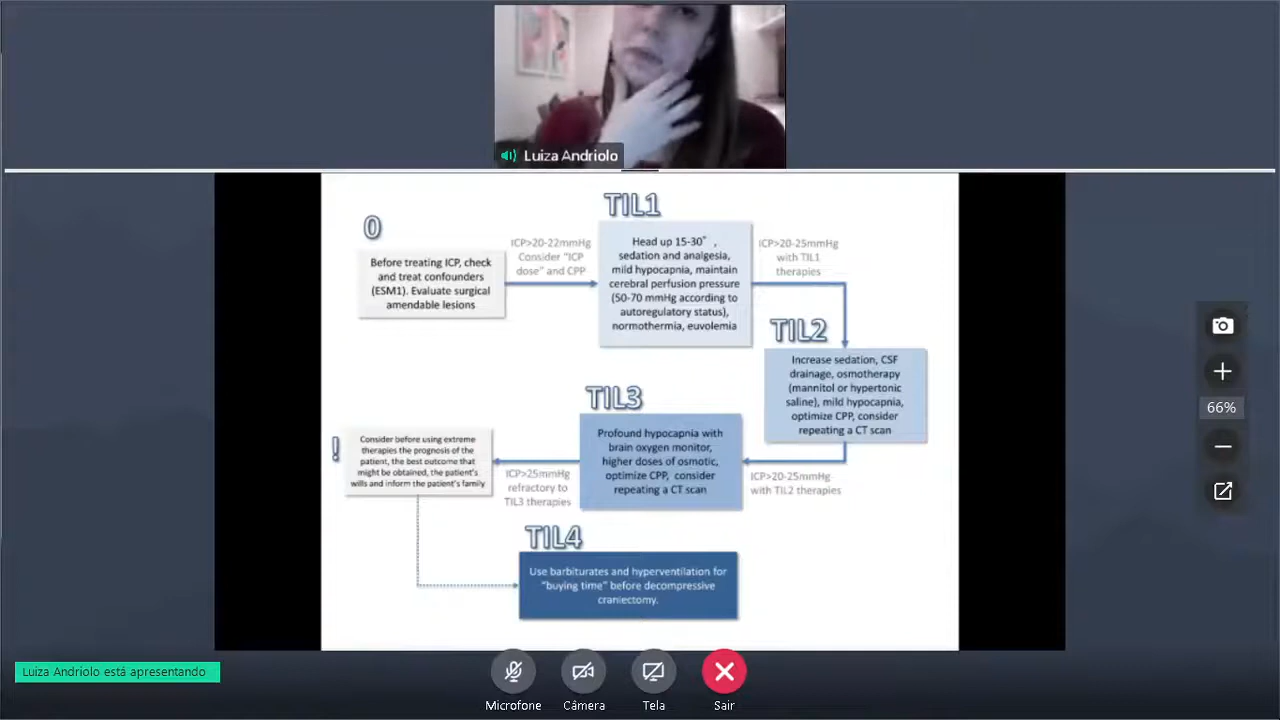 Luiza Andriolo
0
Before treating ICP, check
and treat confounders
(ESM1). Evaluate surgical
amendable lesions
ICP>20-22mmHg
Consider "ICP
dose" and CPP
TIL1
Head up 15-30° ,
sedation and analgesia,
mild hypocapnia, maintain
cerebral perfusion pressure
(50-70 mmHg according to
autoregulatory status),
normothermia, euvolemia
ICP>20-25mmHg
with TIL1
therapies
TIL2
Increase sedation, CSF
drainage, osmotherapy
(mannitol or hypertonic
saline), mild hypocapnia,
optimize CPP, consider
repeating a CT scan
ICP>20-25mmHg
with TIL2 therapies
TIL3
Profound hypocapnia with
brain oxygen monitor,
higher doses of osmotic,
optimize CPP, consider
repeating a CT scan
ICP>25mmHg
refractory to
TIL3 therapies
!
Consider before using extreme
therapies the prognosis of the
patient, the best outcome that
might be obtained, the patient's
wills and inform the patient's family
TIL4
Use barbiturates and hyperventilation for
"buying time" before decompressive
craniectomy.
66%
Luiza Andriolo está apresentando
Microfone
Câmera
Tela
Sair